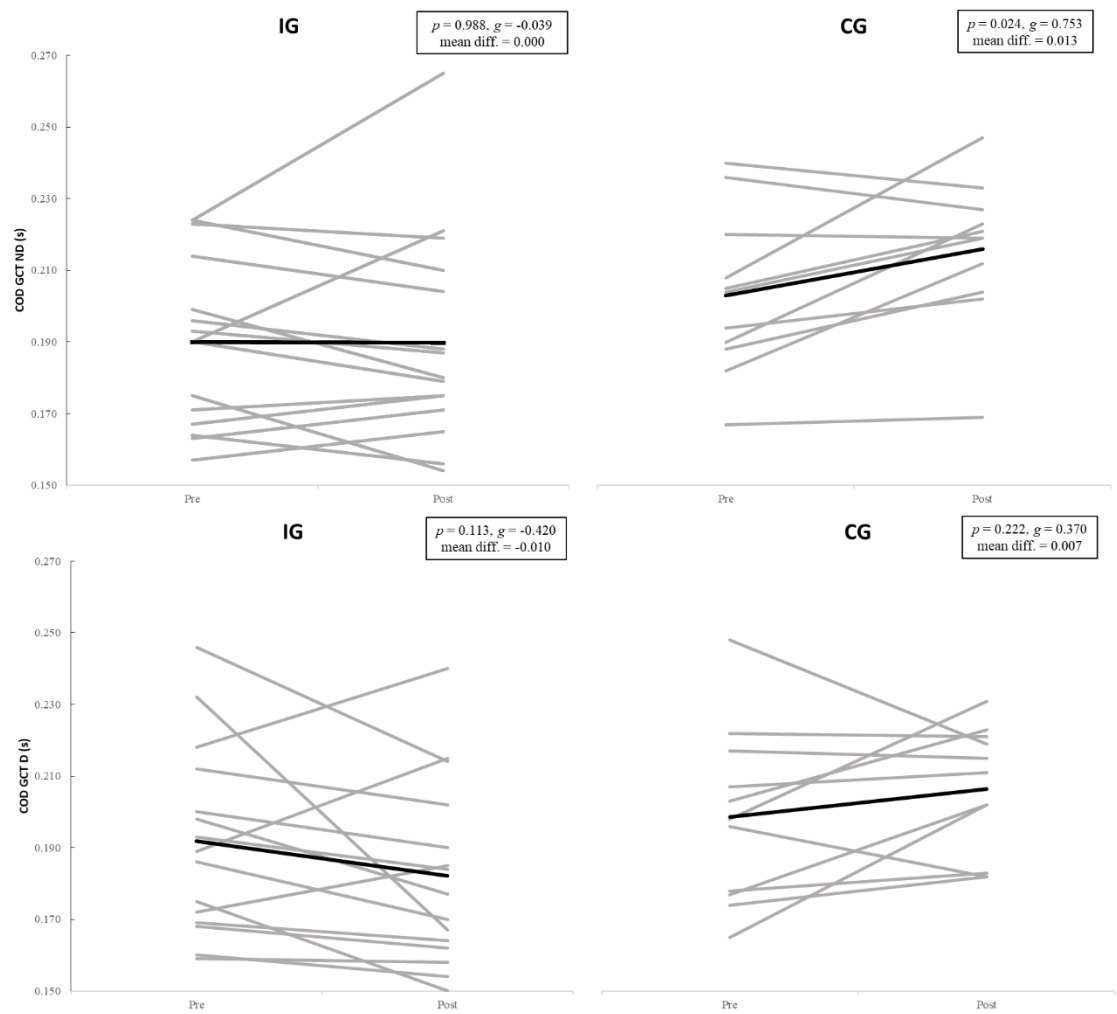 IG
p = 0.988, g = -0.039
mean diff. = 0.000
CG
p = 0.024, g = 0.753
mean diff. = 0.013
COD GCT ND (s)
0.270
0.250
0.230
0.210
0.190
0.170
0.150
Pre
Post
Pre
Post
IG
p = 0.113, g = -0.420
mean diff. = -0.010
CG
p = 0.222, g = 0.370
mean diff. = 0.007
COD GCT D (s)
0.270
0.250
0.230
0.210
0.190
0.170
0.150
Pre
Post
Pre
Post